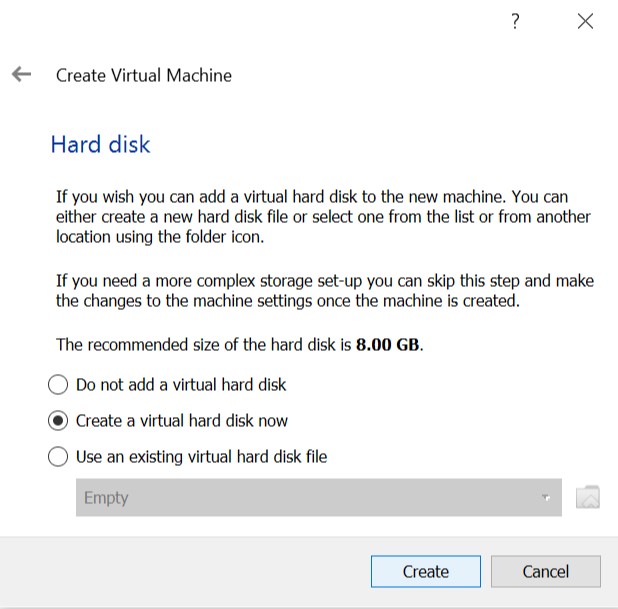 ?
Create Virtual Machine
Hard disk
If you wish you can add a virtual hard disk to the new machine. You can
either create a new hard disk file or select one from the list or from another
location using the folder icon.
If you need a more complex storage set-up you can skip this step and make
the changes to the machine settings once the machine is created.
The recommended size of the hard disk is 8.00 GB.
Do not add a virtual hard disk
Create a virtual hard disk now
Use an existing virtual hard disk file
Empty
Create Cancel